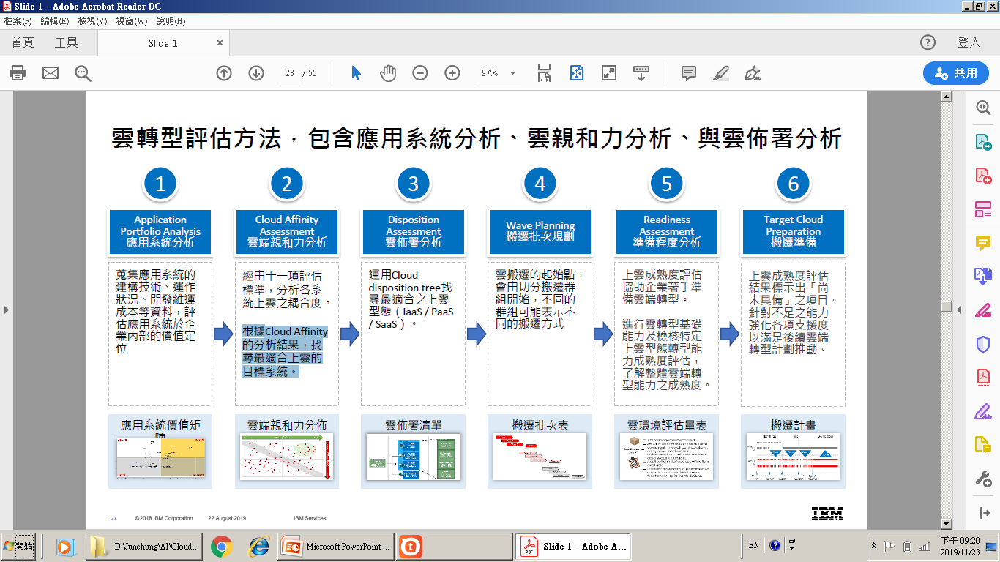 Slide 1 - Adobe Acrobat Reader DC
檔案(F) 編輯(E) 檢視(V) 視窗(W) 說明(H)
首頁 工具 Slide 1 × 登入
28 / 55 97% 共用
雲轉型評估方法，包含應用系統分析、雲親和力分析、與雲佈署分析
1
Application
Portfolio Analysis
應用系統分析
蒐集應用系統的
建構技術、運作
狀況、開發維運
成本等資料，評
估應用系統於企
業內部的價值定
位
應用系統價值矩
陣
2
Cloud Affinity
Assessment
雲端親和力分析
經由十一項評估
標準，分析各系
統上雲之耦合度。
根據Cloud Affinity
的分析結果，找
尋最適合上雲的
目標系統。
雲端親和力分佈
3
Disposition
Assessment
雲佈署分析
運用Cloud
disposition tree找
尋最適合之上雲
型態（IaaS / PaaS
/ SaaS）。
雲佈署清單
4
Wave Planning
搬遷批次規劃
雲搬遷的起始點，
會由切分搬遷群
組開始，不同的
群組可能表示不
同的搬遷方式
搬遷批次表
5
Readiness
Assessment
準備程度分析
上雲成熟度評估
協助企業著手準
備雲端轉型。
進行雲轉型基礎
能力及檢核特定
上雲型態轉型能
力成熟度評估，
了解整體雲端轉
型能力之成熟度。
雲環境評估量表
6
Target Cloud
Preparation
搬遷準備
上雲成熟度評估
結果標示出「尚
未具備」之項目。
針對不足之能力
強化各項支援度
以滿足後續雲端
轉型計劃推動。
搬遷計畫
27 ©2018 IBM Corporation 22 August 2019 IBM Services IBM
開始 D:\Junehung\AI\Cloud... Microsoft PowerPoint ... Slide 1 - Adobe A... EN 下午 09:20
2019/11/23